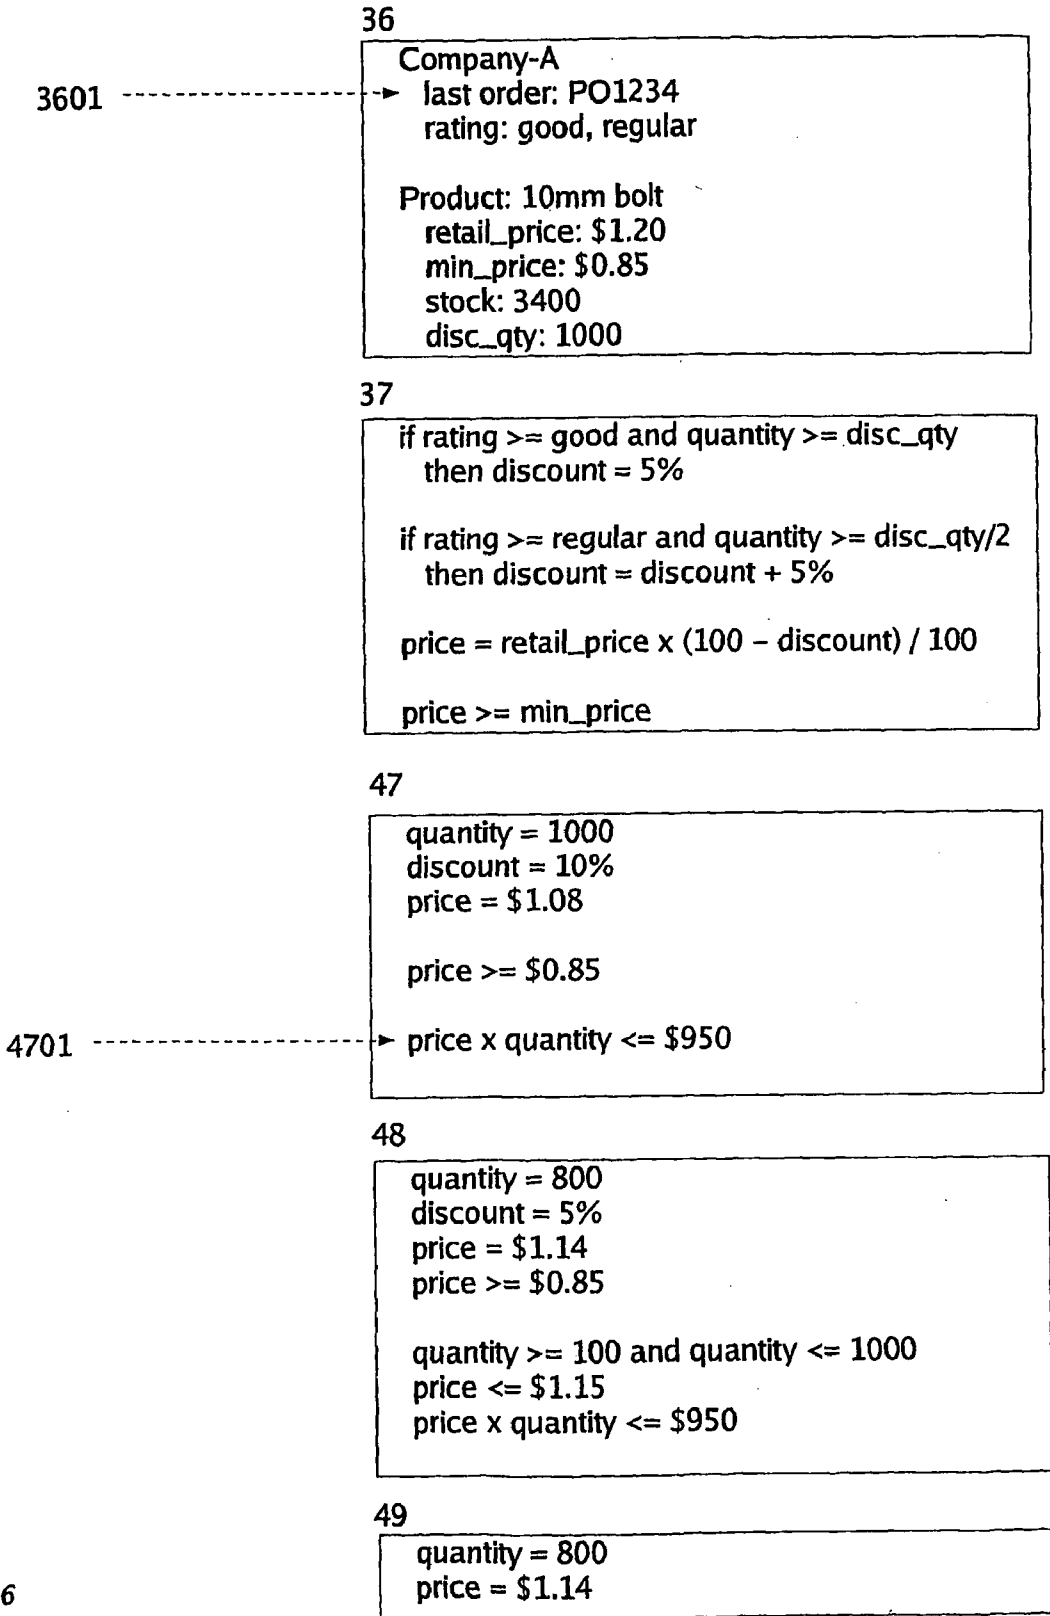 36
Company-A
3601
last order: PO1234
rating: good, regular
Product: 10mm bolt
retail_price: $1.20
min_price: $0.85
stock: 3400
disc_qty: 1000
37
if rating >= good and quantity >= disc_qty
then discount = 5%
if rating >= regular and quantity >= disc_qty/2
then discount = discount + 5%
price = retail_price x (100 – discount) / 100
price >= min_price
47
quantity = 1000
discount = 10%
price = $1.08
price >= $0.85
4701
price x quantity <= $950
48
quantity = 800
discount = 5%
price = $1.14
price >= $0.85
quantity >= 100 and quantity <= 1000
price <= $1.15
price x quantity <= $950
49
quantity = 800
price = $1.14
6